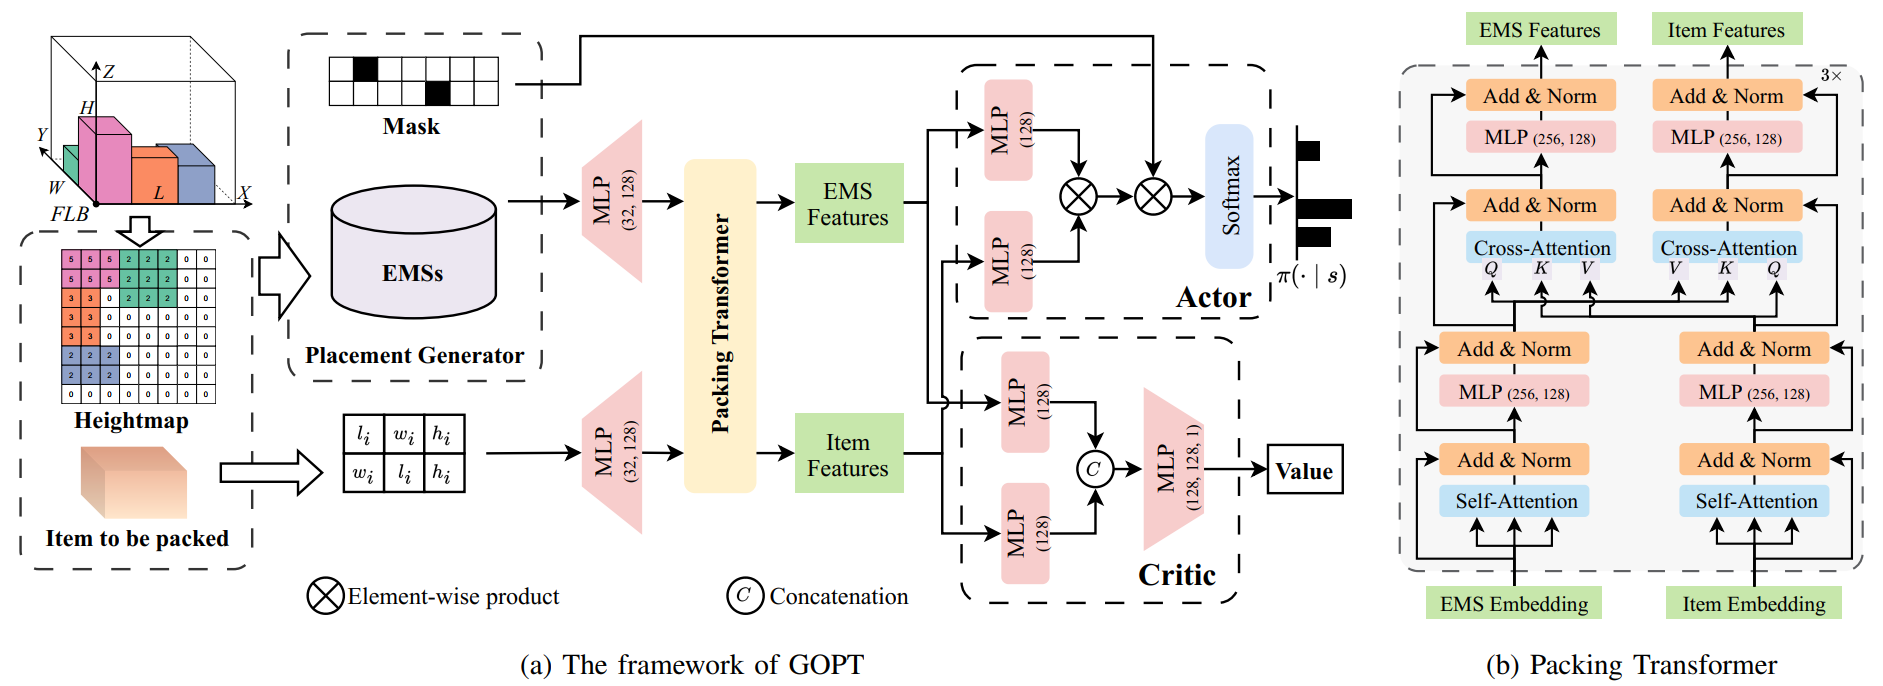 Z
H
Y
W
L
X
FLB
5 5 5 2 2 2 0 0
5 5 5 2 2 2 0 0
3 3 0 2 2 2 0 0
3 3 0 0 0 0 0 0
3 3 0 0 0 0 0 0
2 2 2 0 0 0 0 0
2 2 2 0 0 0 0 0
0 0 0 0 0 0 0 0
Heightmap
Item to be packed
Mask
EMSs
Placement Generator
l_i w_i h_i
w_i l_i h_i
MLP
(32, 128)
MLP
(32, 128)
Packing Transformer
EMS
Features
Item
Features
MLP
(128)
MLP
(128)
Softmax
π(· | s)
Actor
MLP
(128)
MLP
(128)
C
MLP
(128, 128, 1)
Value
Critic
Element-wise product
C Concatenation
(a) The framework of GOPT
EMS Features Item Features
3×
Add & Norm Add & Norm
MLP (256, 128) MLP (256, 128)
Add & Norm Add & Norm
Cross-Attention Cross-Attention
Q K V V K Q
Add & Norm Add & Norm
MLP (256, 128) MLP (256, 128)
Add & Norm Add & Norm
Self-Attention Self-Attention
EMS Embedding Item Embedding
(b) Packing Transformer